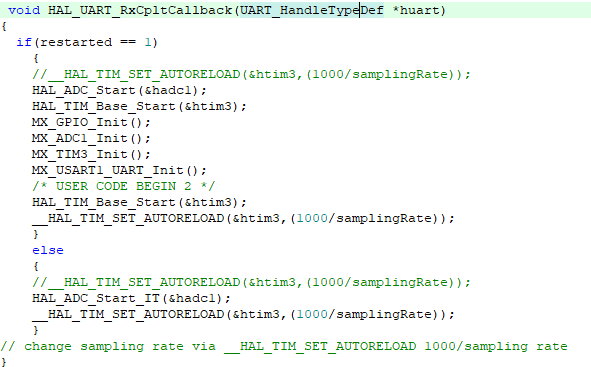 void HAL_UART_RxCpltCallback(UART_HandleTypeDef *huart)
{
if(restarted == 1)
{
//__HAL_TIM_SET_AUTORELOAD(&htim3,(1000/samplingRate));
HAL_ADC_Start(&hadc1);
HAL_TIM_Base_Start(&htim3);
MX_GPIO_Init();
MX_ADC1_Init();
MX_TIM3_Init();
MX_USART1_UART_Init();
/* USER CODE BEGIN 2 */
HAL_TIM_Base_Start(&htim3);
__HAL_TIM_SET_AUTORELOAD(&htim3,(1000/samplingRate));
}
else
{
//__HAL_TIM_SET_AUTORELOAD(&htim3,(1000/samplingRate));
HAL_ADC_Start_IT(&hadc1);
__HAL_TIM_SET_AUTORELOAD(&htim3,(1000/samplingRate));
}
// change sampling rate via __HAL_TIM_SET_AUTORELOAD 1000/sampling rate
}